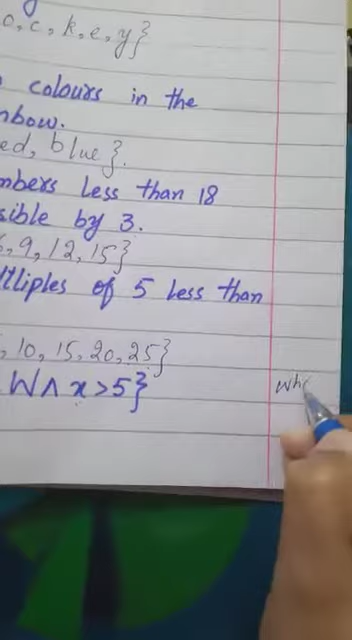 o, c, k, e, y}
colours in the
nbow.
ed, blue}.
mbers less than 18
sible by 3.
, 9, 12, 15}
ltiples of 5 less than
, 10, 15, 20, 25}
W ∧ x > 5}
wh